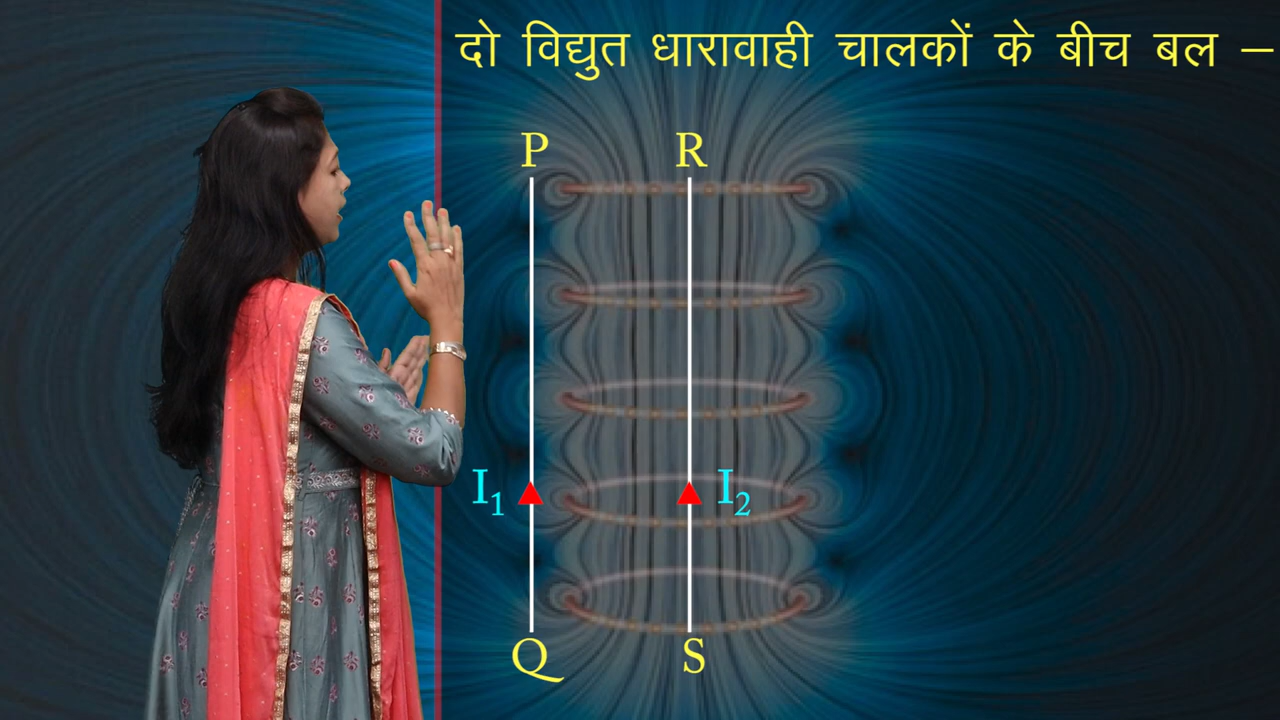 दो विद्युत धारावाही चालकों के बीच बल –
P R
I₁ I₂
Q S